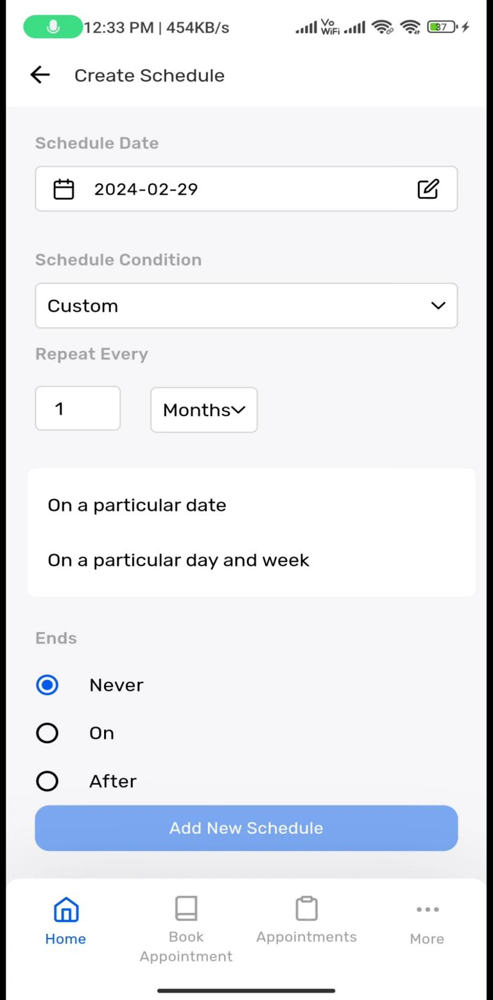 12:33 PM | 454KB/s Vo WiFi 37
Create Schedule
Schedule Date
2024-02-29
Schedule Condition
Custom
Repeat Every
1 Months
On a particular date
On a particular day and week
Ends
Never
On
After
Add New Schedule
Home Book Appointment Appointments More